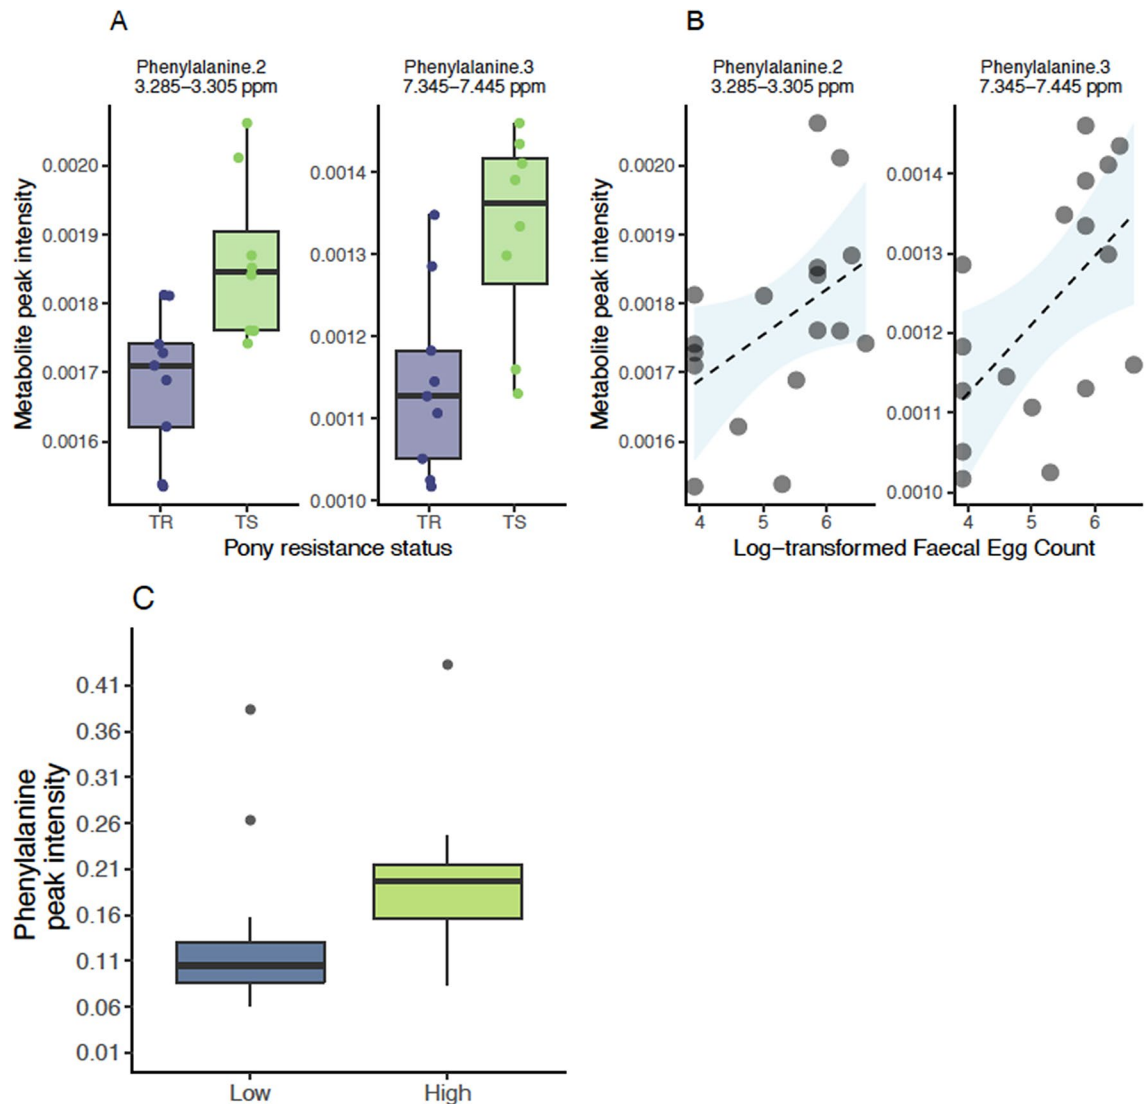 A
B
Phenylalanine.2
3.285–3.305 ppm
Phenylalanine.3
7.345–7.445 ppm
Phenylalanine.2
3.285–3.305 ppm
Phenylalanine.3
7.345–7.445 ppm
Metabolite peak intensity
0.0020
0.0019
0.0018
0.0017
0.0016
TR
TS
0.0014
0.0013
0.0012
0.0011
0.0010
TR
TS
Pony resistance status
Metabolite peak intensity
0.0020
0.0019
0.0018
0.0017
0.0016
4
5
6
0.0014
0.0013
0.0012
0.0011
0.0010
4
5
6
Log–transformed Faecal Egg Count
C
Phenylalanine
peak intensity
0.41
0.36
0.31
0.26
0.21
0.16
0.11
0.06
0.01
Low
High